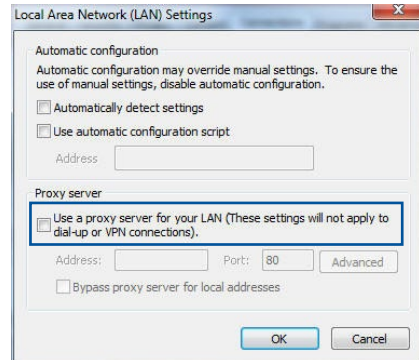 Local Area Network (LAN) Settings
Automatic configuration
Automatic configuration may override manual settings. To ensure the
use of manual settings, disable automatic configuration.
Automatically detect settings
Use automatic configuration script
Address
Proxy server
Use a proxy server for your LAN (These settings will not apply to
dial-up or VPN connections).
Address: Port: 80 Advanced
Bypass proxy server for local addresses
OK Cancel